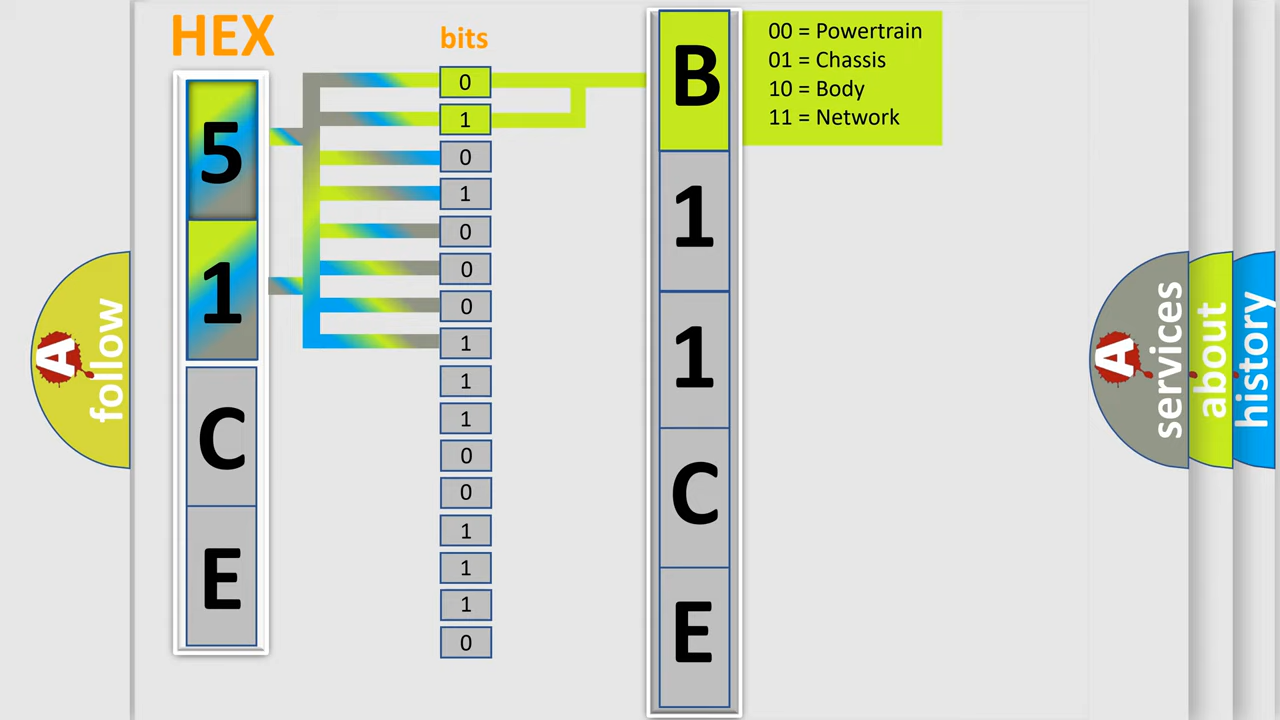 HEX
5
1
C
E
bits
0
1
0
1
0
0
0
1
1
1
0
0
1
1
1
0
B
1
1
C
E
00 = Powertrain
01 = Chassis
10 = Body
11 = Network
A
follow
A
services
about
history